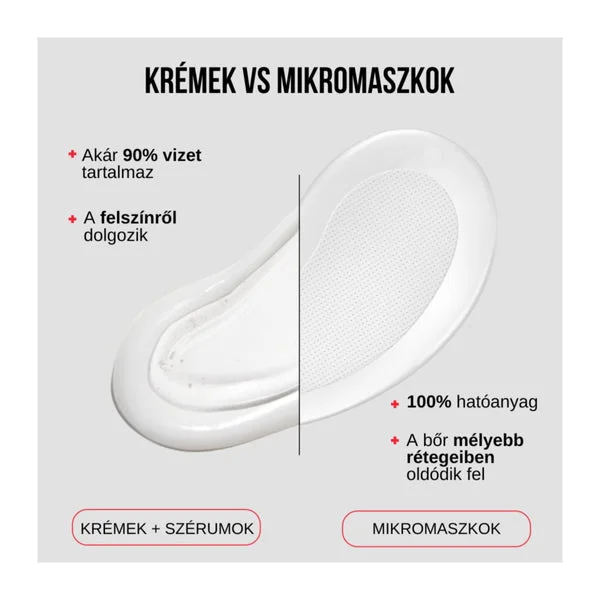 KRÉMEK VS MIKROMASZKOK
Akár 90% vizet
tartalmaz
A felszínről
dolgozik
100% hatóanyag
A bőr mélyebb
rétegeiben
oldódik fel
KRÉMEK + SZÉRUMOK
MIKROMASZKOK